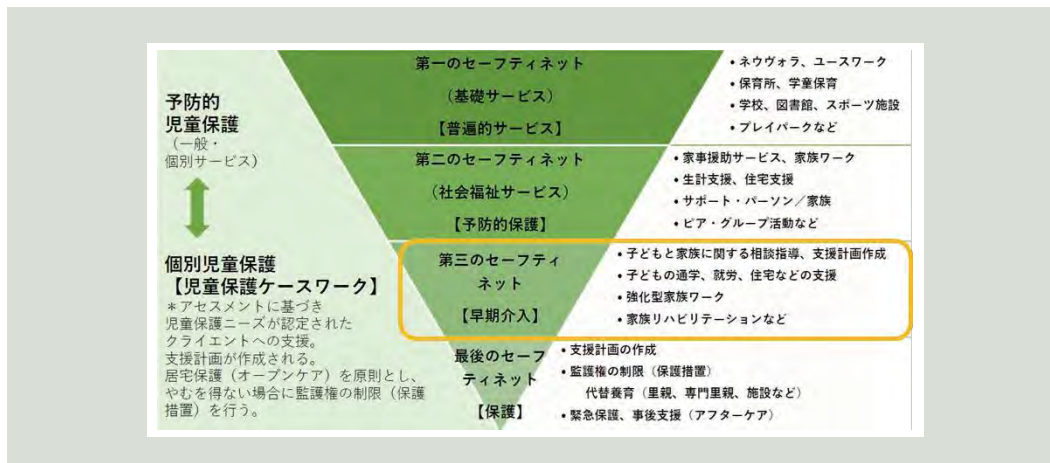 予防的
児童保護
（一般・
個別サービス）
個別児童保護
【児童保護ケースワーク】
＊アセスメントに基づき
児童保護ニーズが認定された
クライエントへの支援。
支援計画が作成される。
居宅保護（オープンケア）を原則とし、
やむを得ない場合に監護権の制限（保護
措置）を行う。
第一のセーフティネット
（基礎サービス）
【普遍的サービス】
• ネウヴォラ、ユースワーク
• 保育所、学童保育
• 学校、図書館、スポーツ施設
• プレイパークなど
第二のセーフティネット
（社会福祉サービス）
【予防的保護】
• 家事援助サービス、家族ワーク
• 生計支援、住宅支援
• サポート・パーソン／家族
• ピア・グループ活動など
第三のセーフティ
ネット
【早期介入】
• 子どもと家族に関する相談指導、支援計画作成
• 子どもの通学、就労、住宅などの支援
• 強化型家族ワーク
• 家族リハビリテーションなど
最後のセーフ
ティネット
【保護】
• 支援計画の作成
• 監護権の制限（保護措置）
代替養育（里親、専門里親、施設など）
• 緊急保護、事後支援（アフターケア）